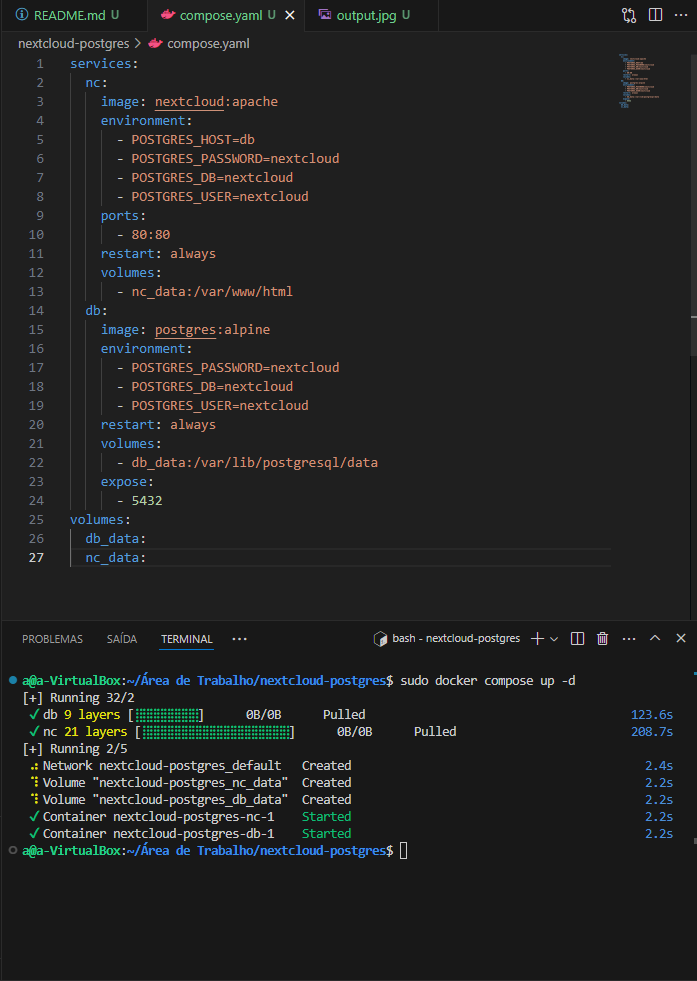 README.md U compose.yaml U output.jpg U
nextcloud-postgres > compose.yaml
1 services:
2 nc:
3 image: nextcloud:apache
4 environment:
5 - POSTGRES_HOST=db
6 - POSTGRES_PASSWORD=nextcloud
7 - POSTGRES_DB=nextcloud
8 - POSTGRES_USER=nextcloud
9 ports:
10 - 80:80
11 restart: always
12 volumes:
13 - nc_data:/var/www/html
14 db:
15 image: postgres:alpine
16 environment:
17 - POSTGRES_PASSWORD=nextcloud
18 - POSTGRES_DB=nextcloud
19 - POSTGRES_USER=nextcloud
20 restart: always
21 volumes:
22 - db_data:/var/lib/postgresql/data
23 expose:
24 - 5432
25 volumes:
26 db_data:
27 nc_data:
PROBLEMAS SAÍDA TERMINAL ··· bash - nextcloud-postgres
a@a-VirtualBox:~/Área de Trabalho/nextcloud-postgres$ sudo docker compose up -d
[+] Running 32/2
✓ db 9 layers [⣿⣿⣿⣿⣿⣿⣿⣿⣿] 0B/0B Pulled 123.6s
✓ nc 21 layers [⣿⣿⣿⣿⣿⣿⣿⣿⣿⣿⣿⣿⣿⣿⣿⣿⣿⣿⣿⣿⣿] 0B/0B Pulled 208.7s
[+] Running 2/5
Network nextcloud-postgres_default Created 2.4s
Volume "nextcloud-postgres_nc_data" Created 2.2s
Volume "nextcloud-postgres_db_data" Created 2.2s
✓ Container nextcloud-postgres-nc-1 Started 2.2s
✓ Container nextcloud-postgres-db-1 Started 2.2s
a@a-VirtualBox:~/Área de Trabalho/nextcloud-postgres$